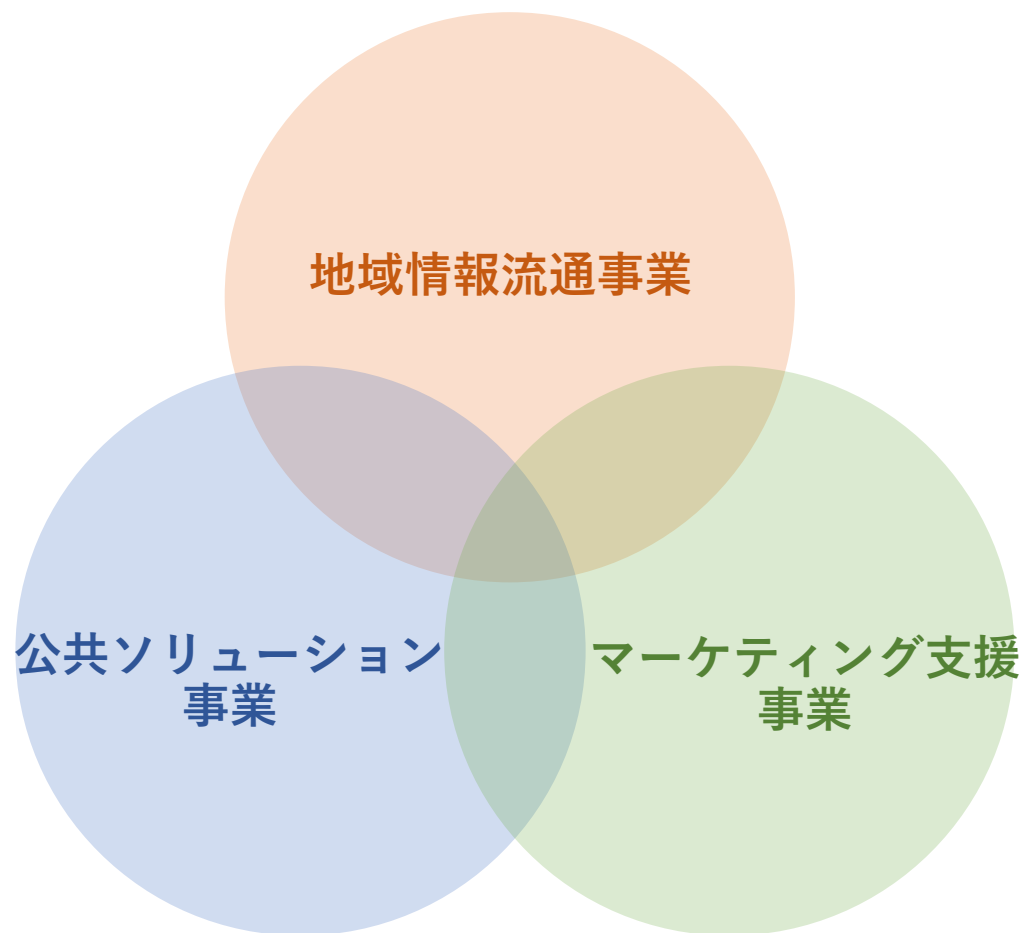 地域情報流通事業
公共ソリューション
事業
マーケティング支援
事業